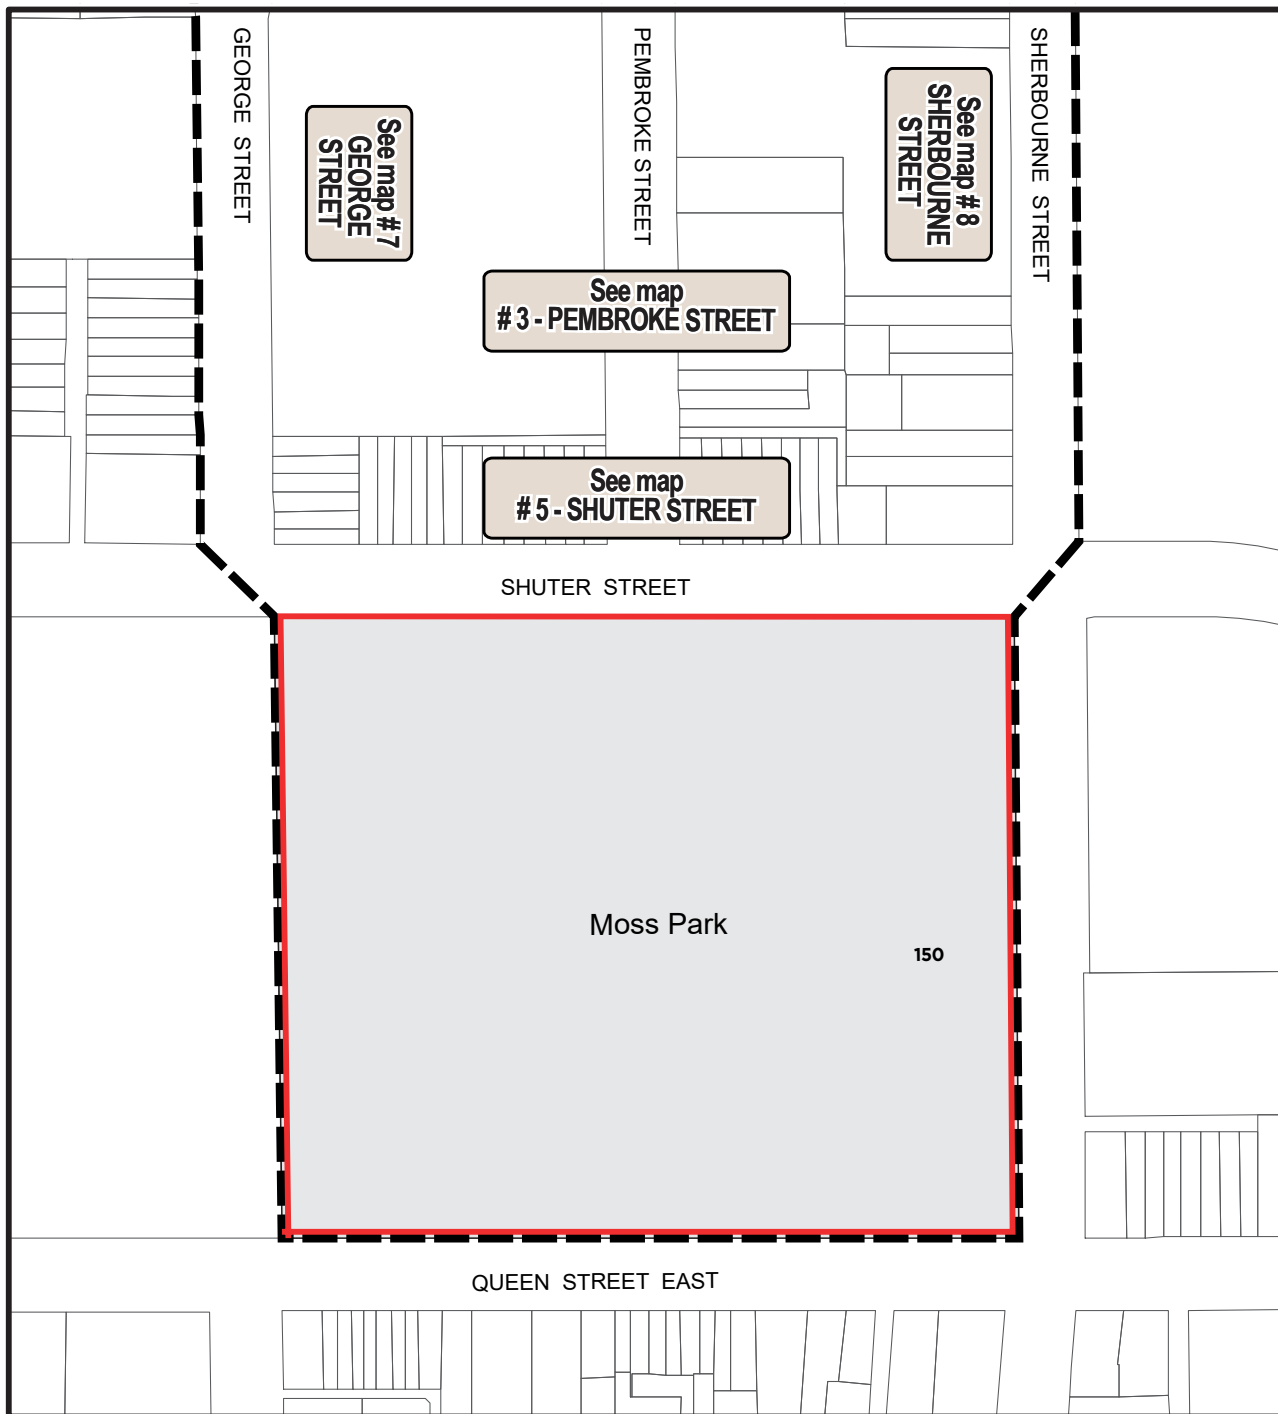 GEORGE STREET
See map # 7
GEORGE
STREET
PEMBROKE STREET
See map # 8
SHERBOURNE
STREET
SHERBOURNE STREET
See map
# 3 - PEMBROKE STREET
See map
# 5 - SHUTER STREET
SHUTER STREET
Moss Park
150
QUEEN STREET EAST